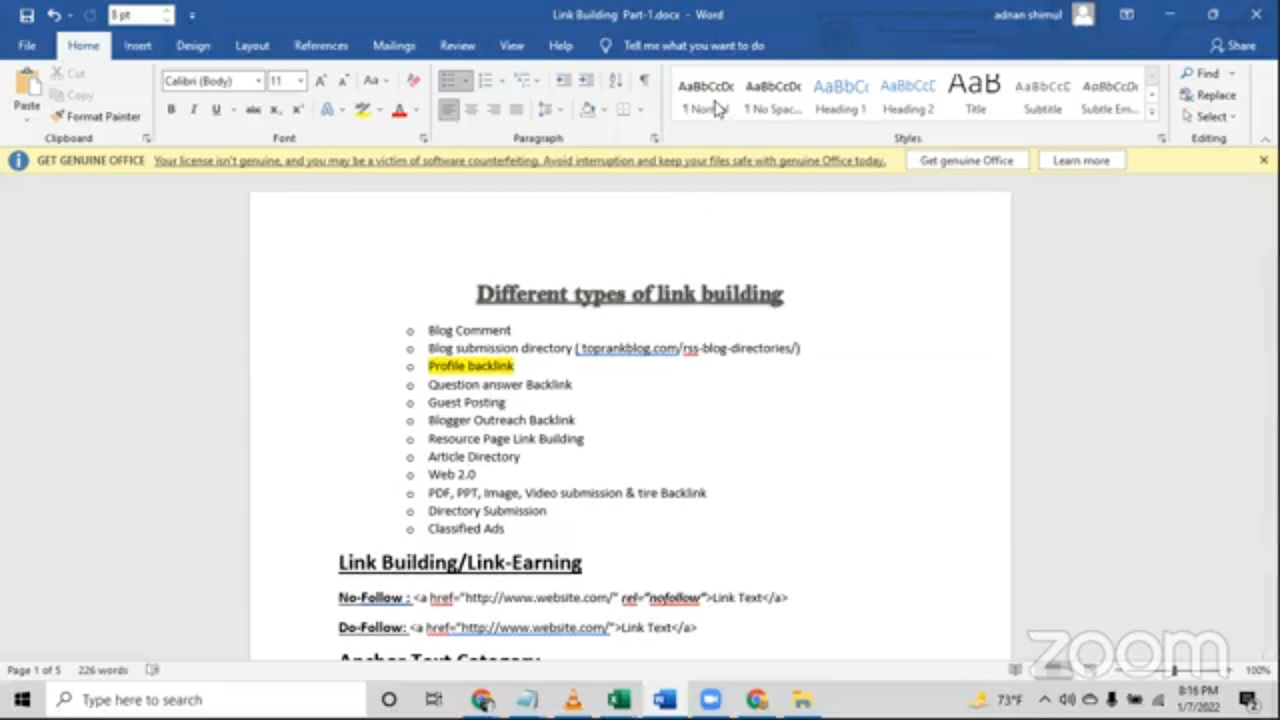 8 pt
Link Building Part-1.docx - Word
adnan shimul
File Home Insert Design Layout References Mailings Review View Help Tell me what you want to do Share
Paste
Cut
Copy
Format Painter
Clipboard
Calibri (Body) 11
Font
Paragraph
AaBbCcDc AaBbCcDc AaBbCc AaBbCcD AaB AaBbCcD AaBbCcDc
¶ Normal ¶ No Spac... Heading 1 Heading 2 Title Subtitle Subtle Em...
Styles
Find
Replace
Select
Editing
GET GENUINE OFFICE Your license isn't genuine, and you may be a victim of software counterfeiting. Avoid interruption and keep your files safe with genuine Office today. Get genuine Office Learn more
Different types of link building
o Blog Comment
o Blog submission directory ( toprankblog.com/rss-blog-directories/)
o Profile backlink
o Question answer Backlink
o Guest Posting
o Blogger Outreach Backlink
o Resource Page Link Building
o Article Directory
o Web 2.0
o PDF, PPT, Image, Video submission & tire Backlink
o Directory Submission
o Classified Ads
Link Building/Link-Earning
No-Follow : <a href="http://www.website.com/" rel="nofollow">Link Text</a>
Do-Follow: <a href="http://www.website.com/">Link Text</a>
Anchor Text Category
zoom
Page 1 of 5 226 words 100%
Type here to search
73°F
8:16 PM
1/7/2022
2